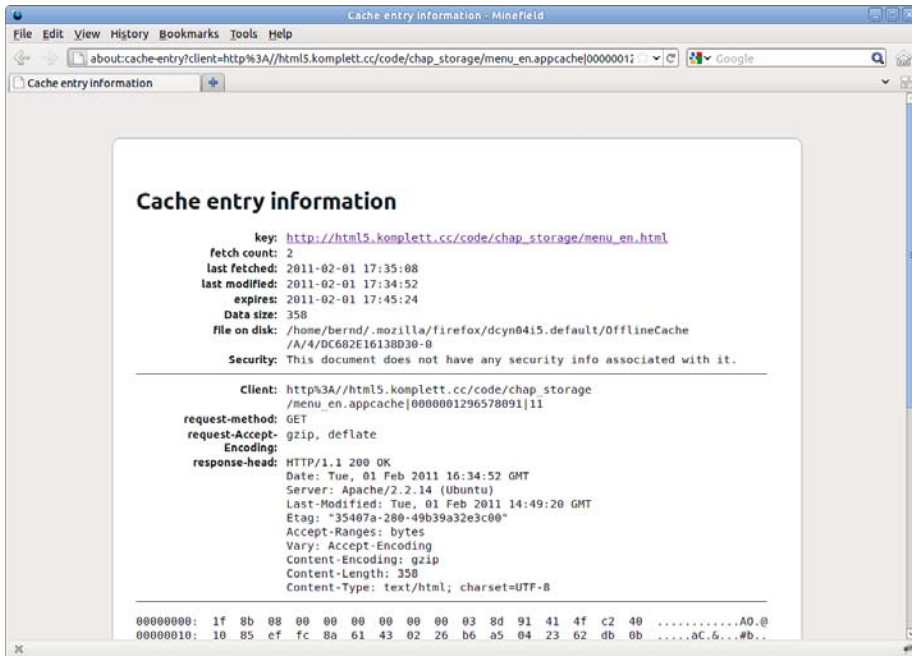 Cache entry information - Minefield
File Edit View History Bookmarks Tools Help
about:cache-entry?client=http%3A//html5.komplett.cc/code/chap_storage/menu_en.appcache|00000012
Google
Cache entry information
Cache entry information
key: http://html5.komplett.cc/code/chap_storage/menu_en.html
fetch count: 2
last fetched: 2011-02-01 17:35:08
last modified: 2011-02-01 17:34:52
expires: 2011-02-01 17:45:24
Data size: 358
file on disk: /home/bernd/.mozilla/firefox/dcyn04i5.default/OfflineCache
/A/4/DC682E16138D30-0
Security: This document does not have any security info associated with it.
Client: http%3A//html5.komplett.cc/code/chap_storage
/menu_en.appcache|0000001296578091|11
request-method: GET
request-Accept- gzip, deflate
Encoding:
response-head: HTTP/1.1 200 OK
Date: Tue, 01 Feb 2011 16:34:52 GMT
Server: Apache/2.2.14 (Ubuntu)
Last-Modified: Tue, 01 Feb 2011 14:49:20 GMT
Etag: "35407a-280-49b39a32e3c00"
Accept-Ranges: bytes
Vary: Accept-Encoding
Content-Encoding: gzip
Content-Length: 358
Content-Type: text/html; charset=UTF-8
00000000: 1f 8b 08 00 00 00 00 00 00 03 8d 91 41 4f c2 40 ............AO.@
00000010: 10 85 ef fc 8a 61 43 02 26 b6 a5 04 23 62 db 0b .....aC.&...#b..